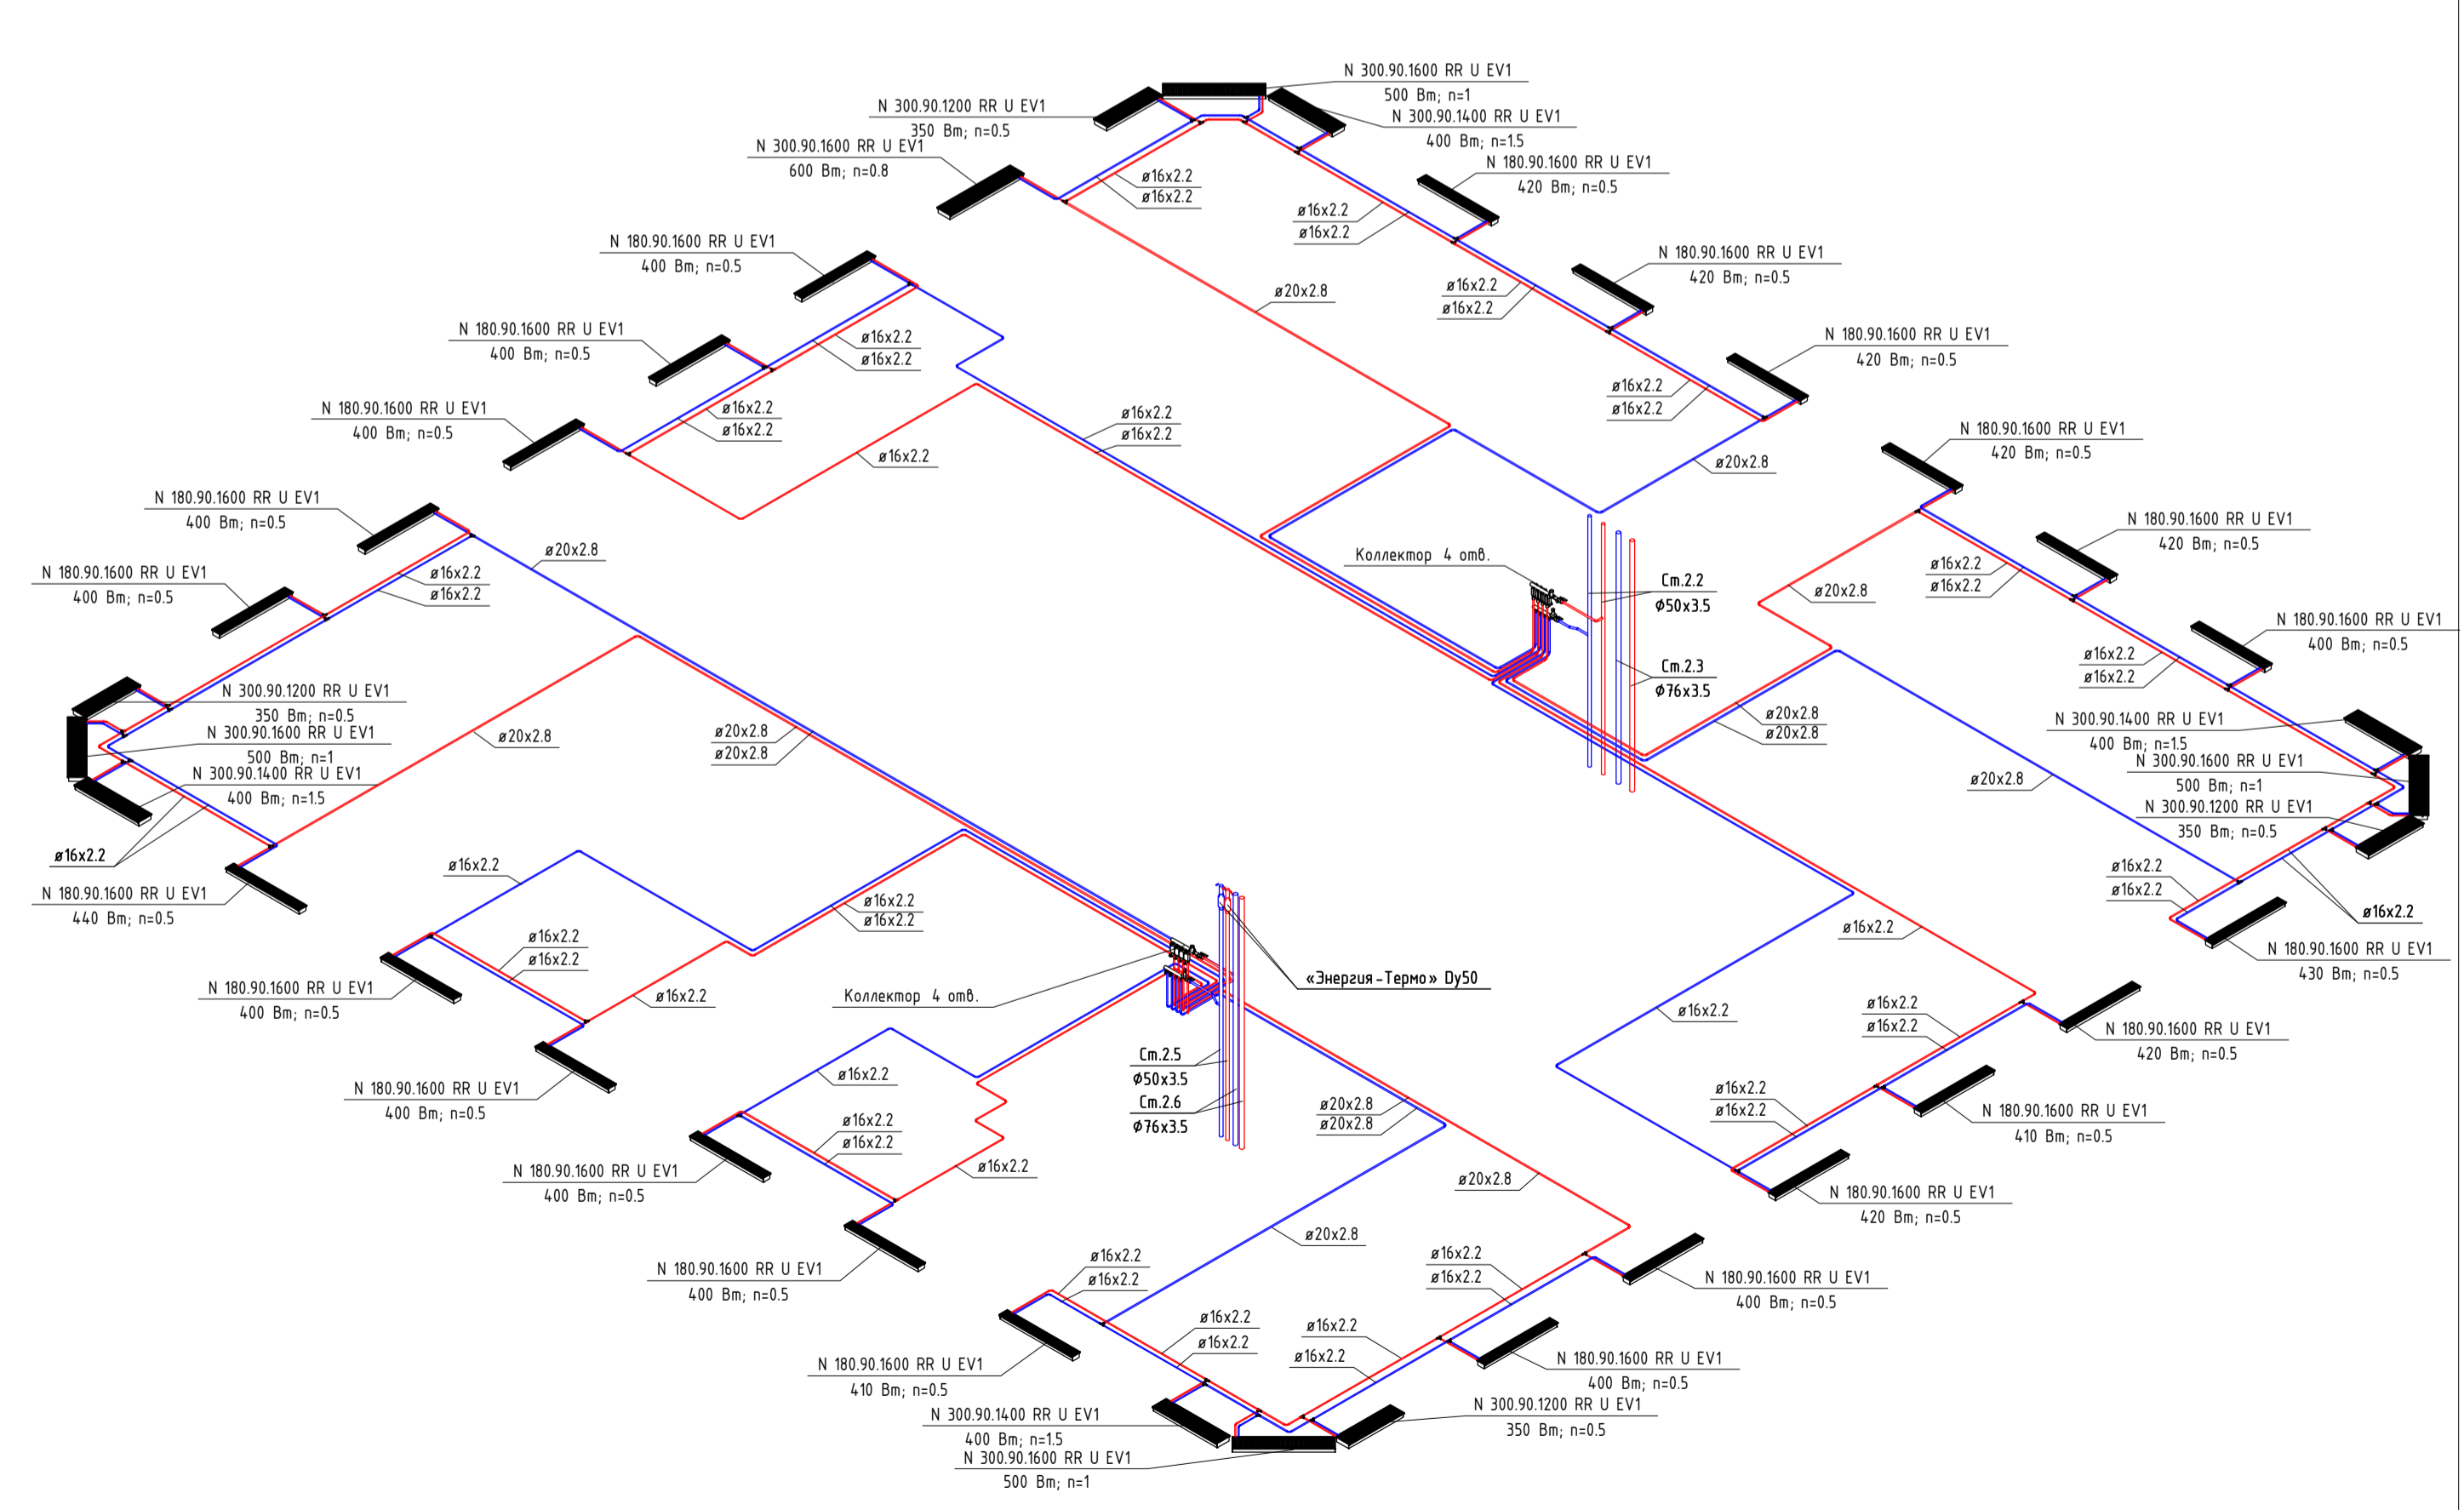 N 300.90.1600 RR U EV1
500 Вт; n=1
N 300.90.1200 RR U EV1
350 Вт; n=0.5
N 300.90.1400 RR U EV1
400 Вт; n=1.5
N 300.90.1600 RR U EV1
600 Вт; n=0.8
N 180.90.1600 RR U EV1
420 Вт; n=0.5
ø16x2.2
ø16x2.2
ø16x2.2
ø16x2.2
N 180.90.1600 RR U EV1
400 Вт; n=0.5
N 180.90.1600 RR U EV1
420 Вт; n=0.5
ø20x2.8
ø16x2.2
ø16x2.2
N 180.90.1600 RR U EV1
400 Вт; n=0.5
ø16x2.2
ø16x2.2
N 180.90.1600 RR U EV1
420 Вт; n=0.5
ø16x2.2
ø16x2.2
N 180.90.1600 RR U EV1
400 Вт; n=0.5
ø16x2.2
ø16x2.2
ø16x2.2
ø16x2.2
ø16x2.2
ø20x2.8
N 180.90.1600 RR U EV1
420 Вт; n=0.5
N 180.90.1600 RR U EV1
400 Вт; n=0.5
ø20x2.8
Коллектор 4 отв.
N 180.90.1600 RR U EV1
420 Вт; n=0.5
N 180.90.1600 RR U EV1
400 Вт; n=0.5
ø16x2.2
ø16x2.2
Ст.2.2
Ф50x3.5
ø20x2.8
ø16x2.2
ø16x2.2
N 180.90.1600 RR U EV1
400 Вт; n=0.5
Ст.2.3
Ф76x3.5
ø16x2.2
ø16x2.2
N 300.90.1200 RR U EV1
350 Вт; n=0.5
N 300.90.1600 RR U EV1
500 Вт; n=1
N 300.90.1400 RR U EV1
400 Вт; n=1.5
ø20x2.8
ø20x2.8
ø20x2.8
ø20x2.8
ø20x2.8
ø20x2.8
N 300.90.1400 RR U EV1
400 Вт; n=1.5
N 300.90.1600 RR U EV1
500 Вт; n=1
N 300.90.1200 RR U EV1
350 Вт; n=0.5
ø16x2.2
N 180.90.1600 RR U EV1
440 Вт; n=0.5
ø16x2.2
ø16x2.2
ø16x2.2
ø16x2.2
ø16x2.2
ø16x2.2
ø16x2.2
N 180.90.1600 RR U EV1
430 Вт; n=0.5
ø16x2.2
ø16x2.2
N 180.90.1600 RR U EV1
400 Вт; n=0.5
ø16x2.2
Коллектор 4 отв.
«Энергия-Термо» Dy50
ø16x2.2
ø16x2.2
ø16x2.2
N 180.90.1600 RR U EV1
420 Вт; n=0.5
N 180.90.1600 RR U EV1
400 Вт; n=0.5
ø16x2.2
Ст.2.5
Ф50x3.5
Ст.2.6
Ф76x3.5
ø20x2.8
ø20x2.8
ø16x2.2
ø16x2.2
N 180.90.1600 RR U EV1
410 Вт; n=0.5
ø16x2.2
ø16x2.2
N 180.90.1600 RR U EV1
400 Вт; n=0.5
ø16x2.2
ø20x2.8
N 180.90.1600 RR U EV1
420 Вт; n=0.5
N 180.90.1600 RR U EV1
400 Вт; n=0.5
ø20x2.8
ø16x2.2
ø16x2.2
ø16x2.2
ø16x2.2
N 180.90.1600 RR U EV1
400 Вт; n=0.5
ø16x2.2
ø16x2.2
ø16x2.2
ø16x2.2
N 180.90.1600 RR U EV1
410 Вт; n=0.5
N 180.90.1600 RR U EV1
400 Вт; n=0.5
N 300.90.1400 RR U EV1
400 Вт; n=1.5
N 300.90.1200 RR U EV1
350 Вт; n=0.5
N 300.90.1600 RR U EV1
500 Вт; n=1